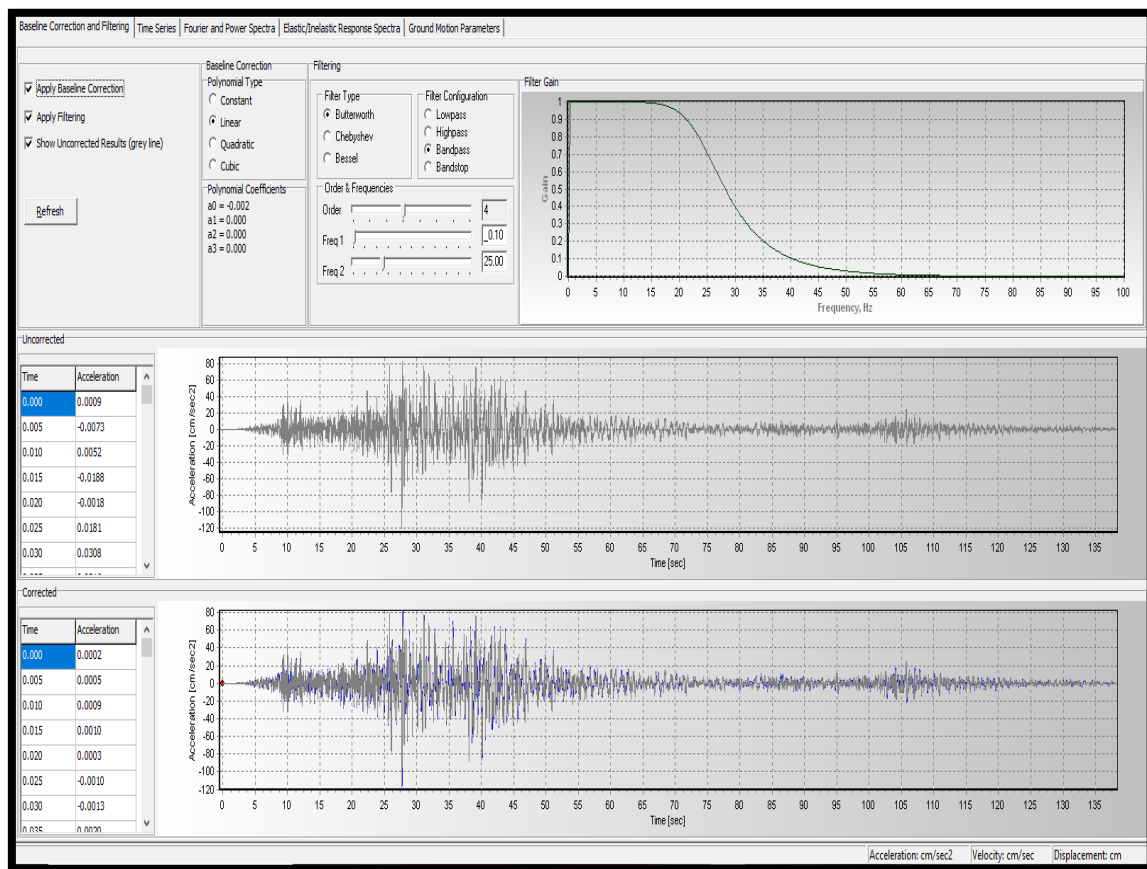 Baseline Correction and Filtering Time Series Fourier and Power Spectra Elastic/Inelastic Response Spectra Ground Motion Parameters
Apply Baseline Correction
Apply Filtering
Show Uncorrected Results (grey line)
Refresh
Baseline Correction
Polynomial Type
Constant
Linear
Quadratic
Cubic
Polynomial Coefficients
a0 = -0.002
a1 = 0.000
a2 = 0.000
a3 = 0.000
Filtering
Filter Type
Butterworth
Chebyshev
Bessel
Filter Configuration
Lowpass
Highpass
Bandpass
Bandstop
Order & Frequencies
Order 4
Freq 1 _0.10
Freq 2 25.00
Filter Gain
Gain
1
0.9
0.8
0.7
0.6
0.5
0.4
0.3
0.2
0.1
0
0 5 10 15 20 25 30 35 40 45 50 55 60 65 70 75 80 85 90 95 100
Frequency, Hz
Uncorrected
Time Acceleration
0.000 0.0009
0.005 -0.0073
0.010 0.0052
0.015 -0.0188
0.020 -0.0018
0.025 0.0181
0.030 0.0308
Acceleration [cm/sec2]
80
60
40
20
0
-20
-40
-60
-80
-100
-120
0 5 10 15 20 25 30 35 40 45 50 55 60 65 70 75 80 85 90 95 100 105 110 115 120 125 130 135
Time [sec]
Corrected
Time Acceleration
0.000 0.0002
0.005 0.0005
0.010 0.0009
0.015 0.0010
0.020 0.0003
0.025 -0.0010
0.030 -0.0013
0.035 0.0020
Acceleration [cm/sec2]
80
60
40
20
0
-20
-40
-60
-80
-100
-120
0 5 10 15 20 25 30 35 40 45 50 55 60 65 70 75 80 85 90 95 100 105 110 115 120 125 130 135
Time [sec]
Acceleration: cm/sec2 Velocity: cm/sec Displacement: cm